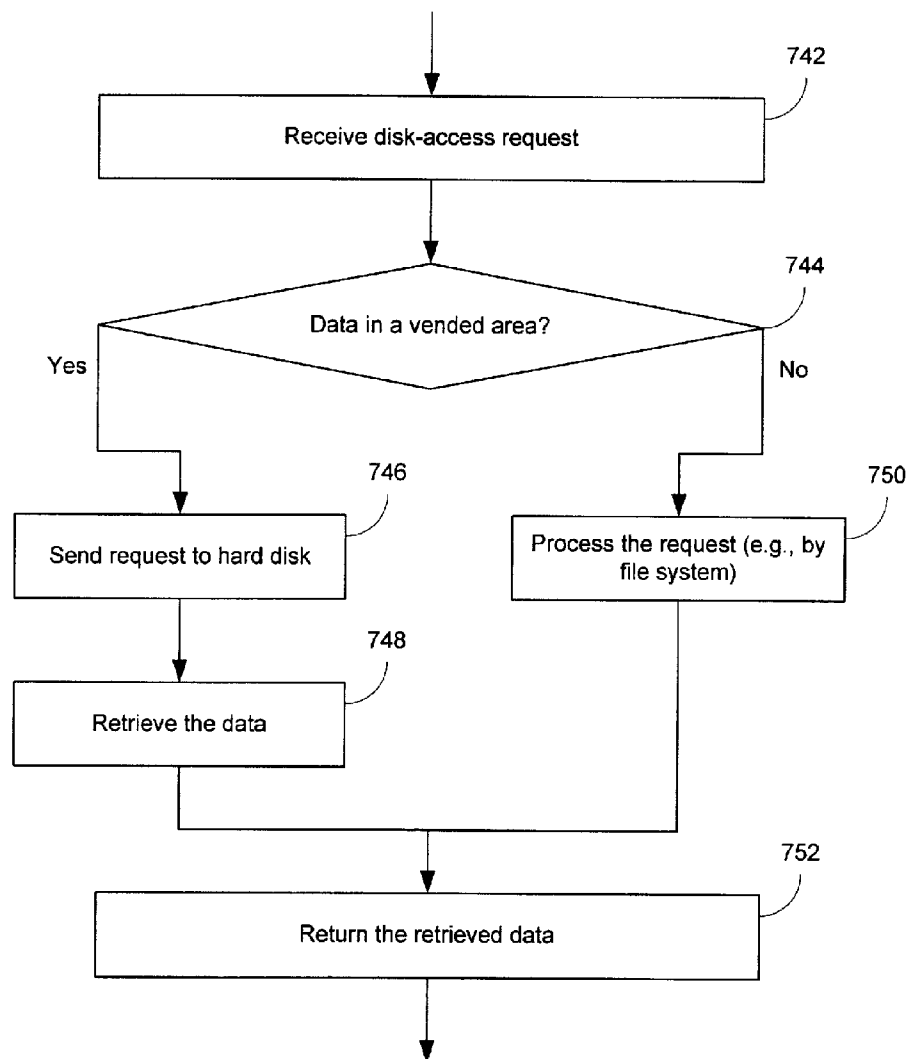 742
Receive disk-access request
744
Data in a vended area?
Yes
No
746
750
Send request to hard disk
Process the request (e.g., by
file system)
748
Retrieve the data
752
Return the retrieved data